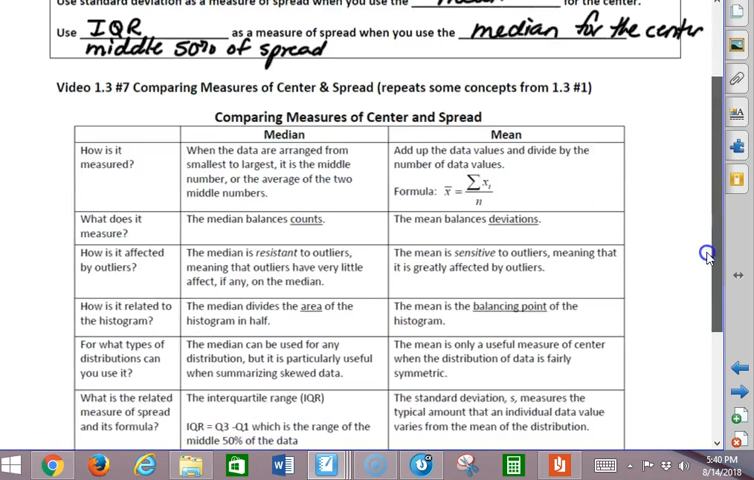 Use standard deviation as a measure of spread when you use the for the center.
Use IQR as a measure of spread when you use the median for the center
middle 50% of spread
Video 1.3 #7 Comparing Measures of Center & Spread (repeats some concepts from 1.3 #1)
Comparing Measures of Center and Spread
Median Mean
How is it When the data are arranged from Add up the data values and divide by the
measured? smallest to largest, it is the middle number of data values.
number, or the average of the two
middle numbers.
Formula: x̄ = ∑xᵢ / n
What does it The median balances counts. The mean balances deviations.
measure?
How is it affected The median is resistant to outliers, The mean is sensitive to outliers, meaning that
by outliers? meaning that outliers have very little it is greatly affected by outliers.
affect, if any, on the median.
How is it related to The median divides the area of the The mean is the balancing point of the
the histogram? histogram in half. histogram.
For what types of The median can be used for any The mean is only a useful measure of center
distributions can distribution, but it is particularly useful when the distribution of data is fairly
you use it? when summarizing skewed data. symmetric.
What is the related The interquartile range (IQR) The standard deviation, s, measures the
measure of spread typical amount that an individual data value
and its formula? IQR = Q3 -Q1 which is the range of the varies from the mean of the distribution.
middle 50% of the data
5:40 PM
8/14/2018